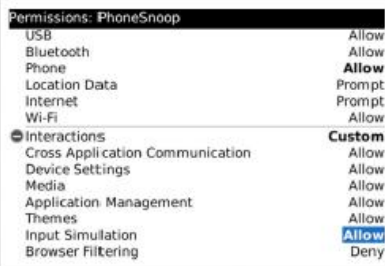 Permissions: PhoneSnoop
USB Allow
Bluetooth Allow
Phone Allow
Location Data Prompt
Internet Prompt
Wi-Fi Allow
Interactions Custom
Cross Application Communication Allow
Device Settings Allow
Media Allow
Application Management Allow
Themes Allow
Input Simulation Allow
Browser Filtering Deny